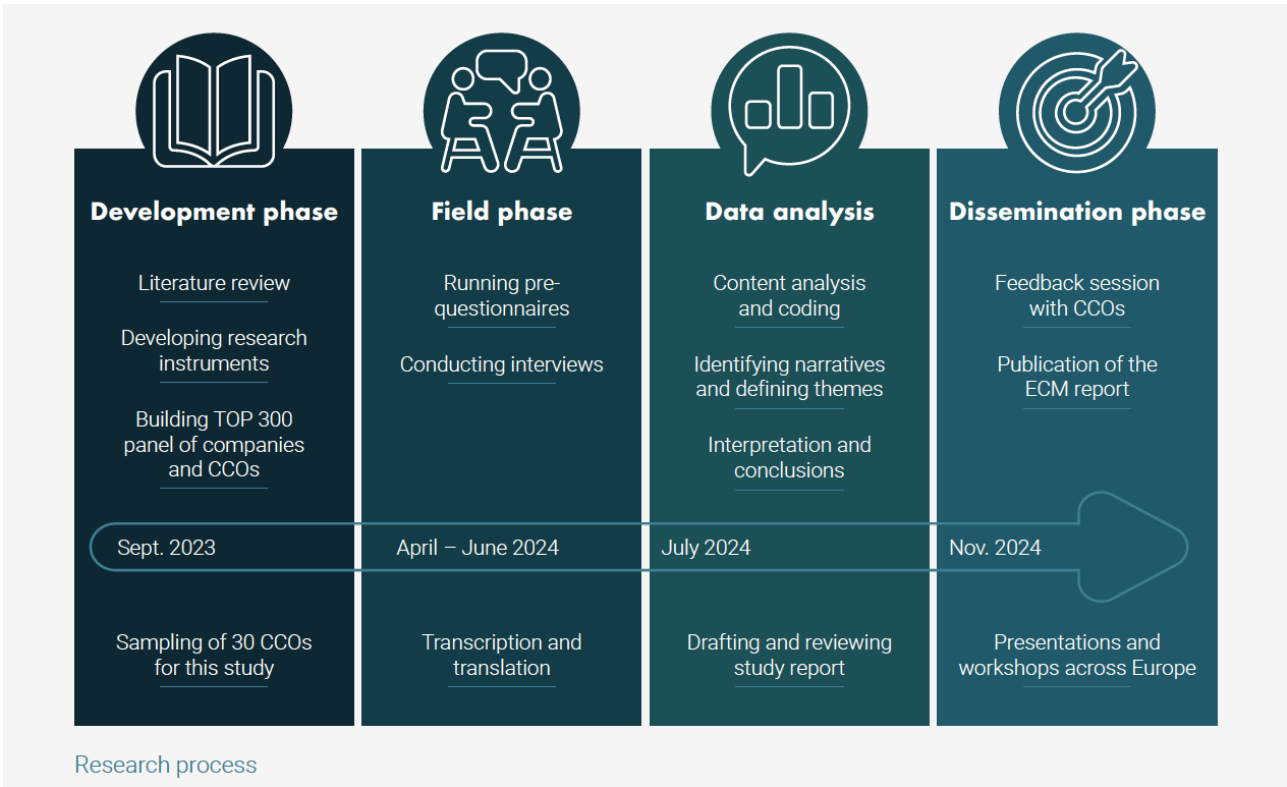 Development phase
Literature review
Developing research
instruments
Building TOP 300
panel of companies
and CCOs
Sept. 2023
Sampling of 30 CCOs
for this study
Field phase
Running pre-
questionnaires
Conducting interviews
April – June 2024
Transcription and
translation
Data analysis
Content analysis
and coding
Identifying narratives
and defining themes
Interpretation and
conclusions
July 2024
Drafting and reviewing
study report
Dissemination phase
Feedback session
with CCOs
Publication of the
ECM report
Nov. 2024
Presentations and
workshops across Europe
Research process